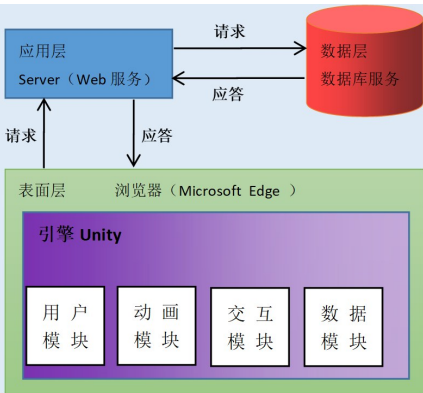 应用层
Server（Web 服务）
请求
应答
数据层
数据库服务
请求
应答
表面层 浏览器（Microsoft Edge ）
引擎 Unity
用 户
模 块
动 画
模 块
交 互
模 块
数 据
模 块